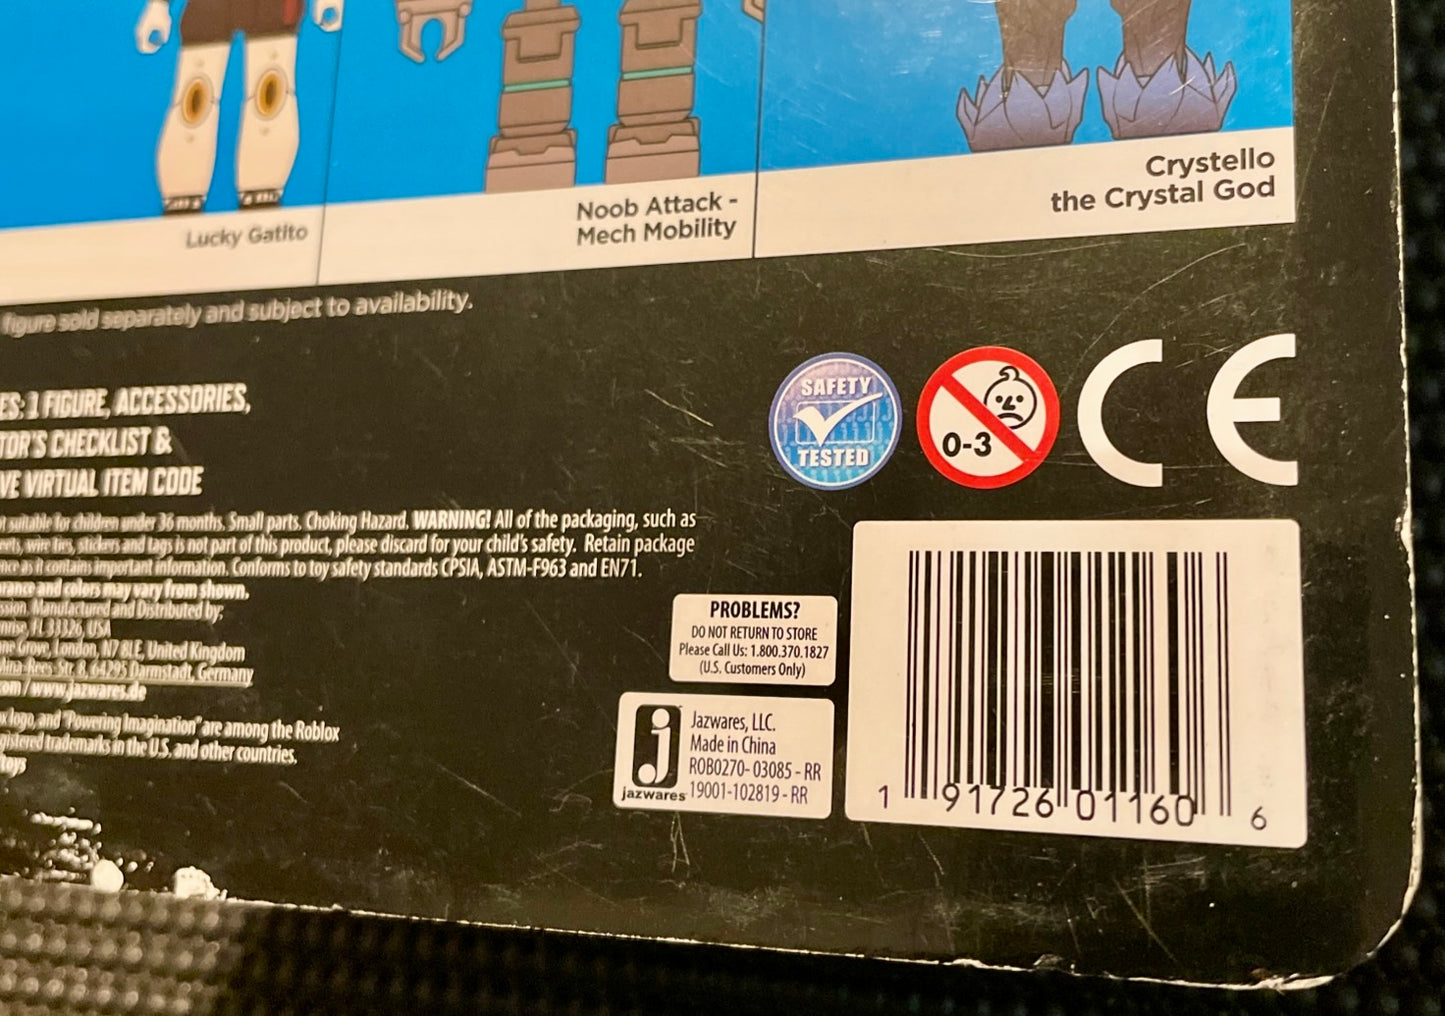 Lucky Gatito
Noob Attack -
Mech Mobility
Crystello
the Crystal God
figure sold separately and subject to availability.
ES: 1 FIGURE, ACCESSORIES,
TOR'S CHECKLIST &
VE VIRTUAL ITEM CODE
SAFETY
TESTED
0-3
CE
suitable for children under 36 months. Small parts. Choking Hazard. WARNING! All of the packaging, such as
wire ties, stickers and tags is not part of this product, please discard for your child's safety. Retain package
as it contains important information. Conforms to toy safety standards CPSIA, ASTM-F963 and EN71.
and colors may vary from shown.
Manufactured and Distributed by:
FL 33326, USA
Grove, London, N7 8LE, United Kingdom
Mina-Rees-Str. 8, 64295 Darmstadt, Germany
com / www.jazwares.de
logo, and "Powering Imagination" are among the Roblox
trademarks in the U.S. and other countries.
toys
PROBLEMS?
DO NOT RETURN TO STORE
Please Call Us: 1.800.370.1827
(U.S. Customers Only)
jazwares
Jazwares, LLC.
Made in China
ROB0270- 03085 - RR
19001-102819 - RR
1 91726 01160 6